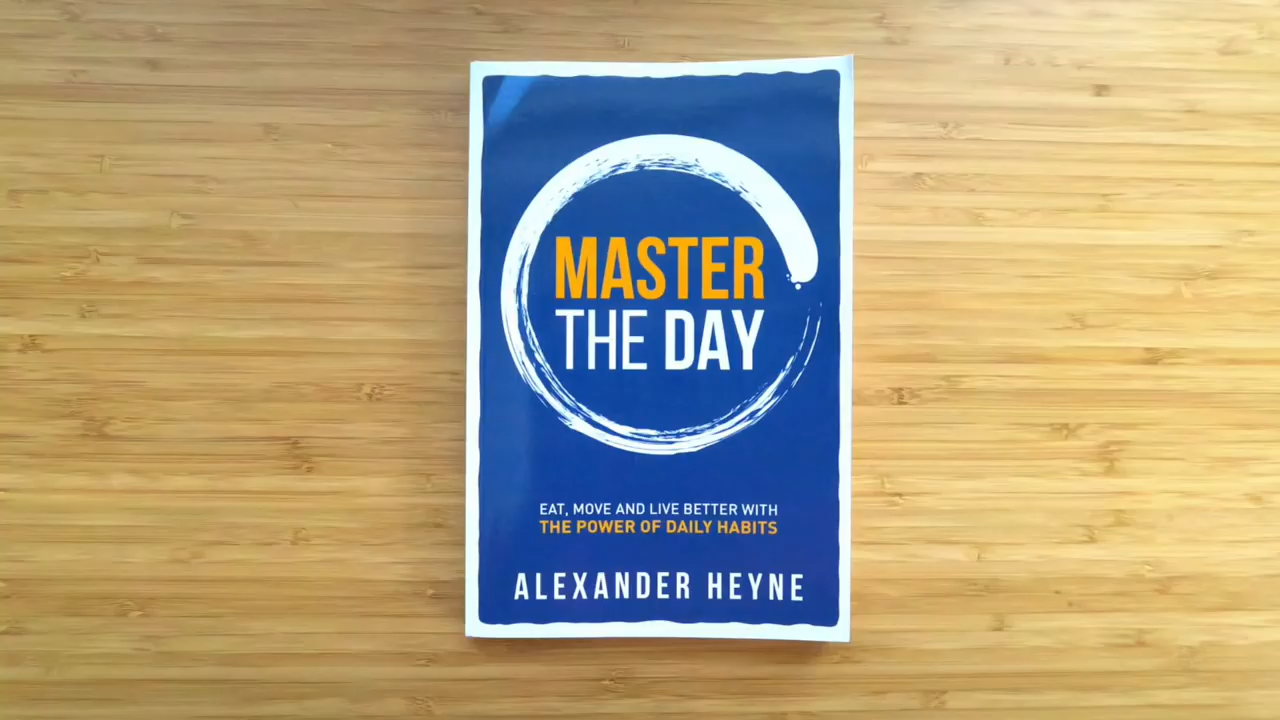 MASTER
THE DAY
EAT, MOVE AND LIVE BETTER WITH
THE POWER OF DAILY HABITS
ALEXANDER HEYNE